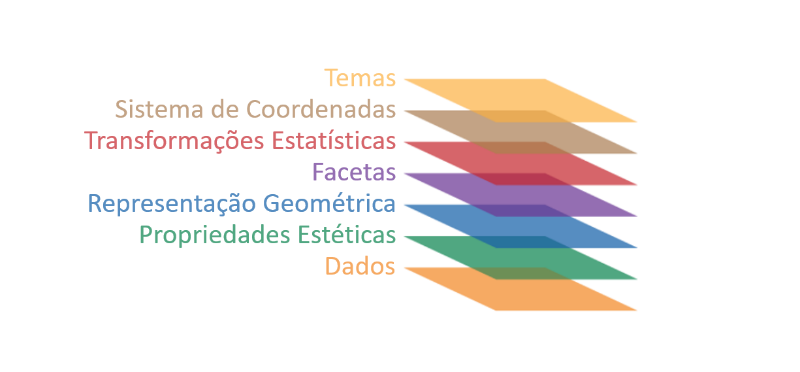 Temas
Sistema de Coordenadas
Transformações Estatísticas
Facetas
Representação Geométrica
Propriedades Estéticas
Dados